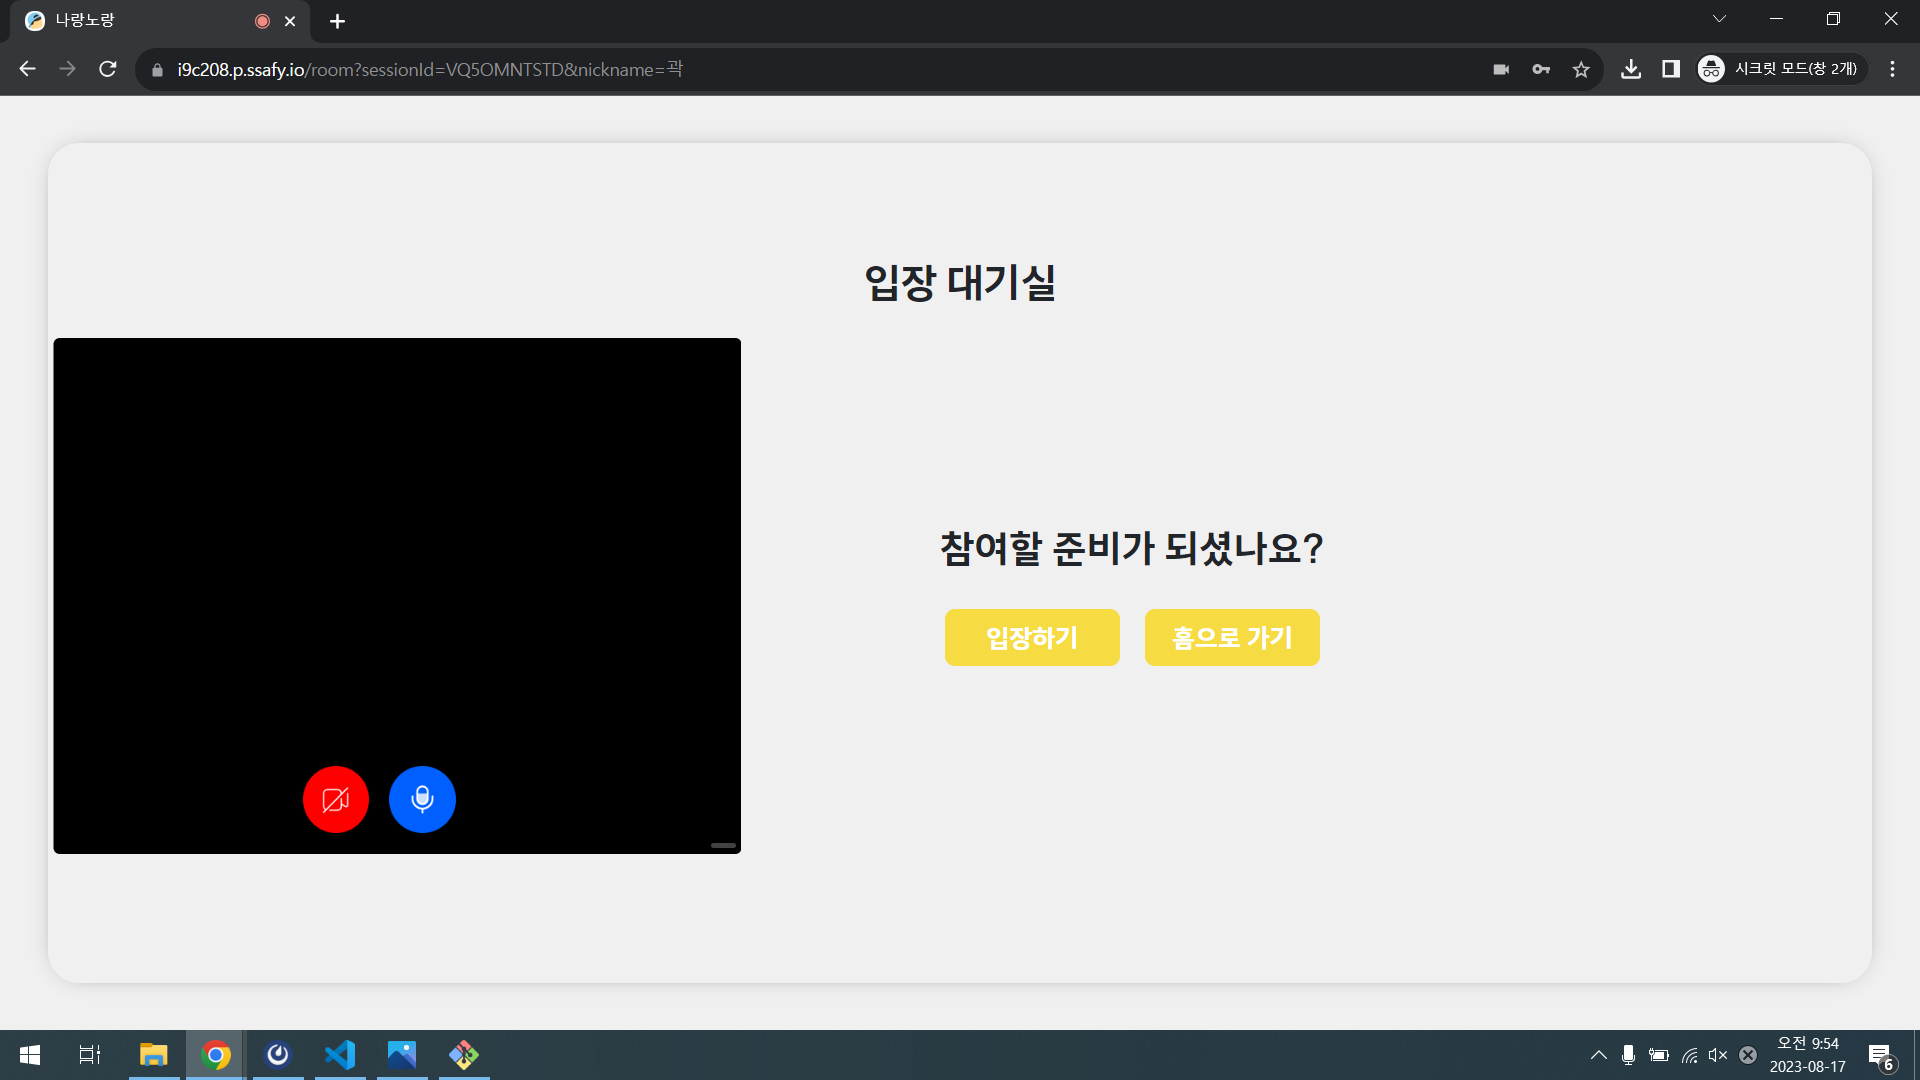 나랑노랑
i9c208.p.ssafy.io/room?sessionId=VQ5OMNTSTD&nickname=곽
시크릿 모드(창 2개)
입장 대기실
참여할 준비가 되셨나요?
입장하기
홈으로 가기
오전 9:54
2023-08-17
6